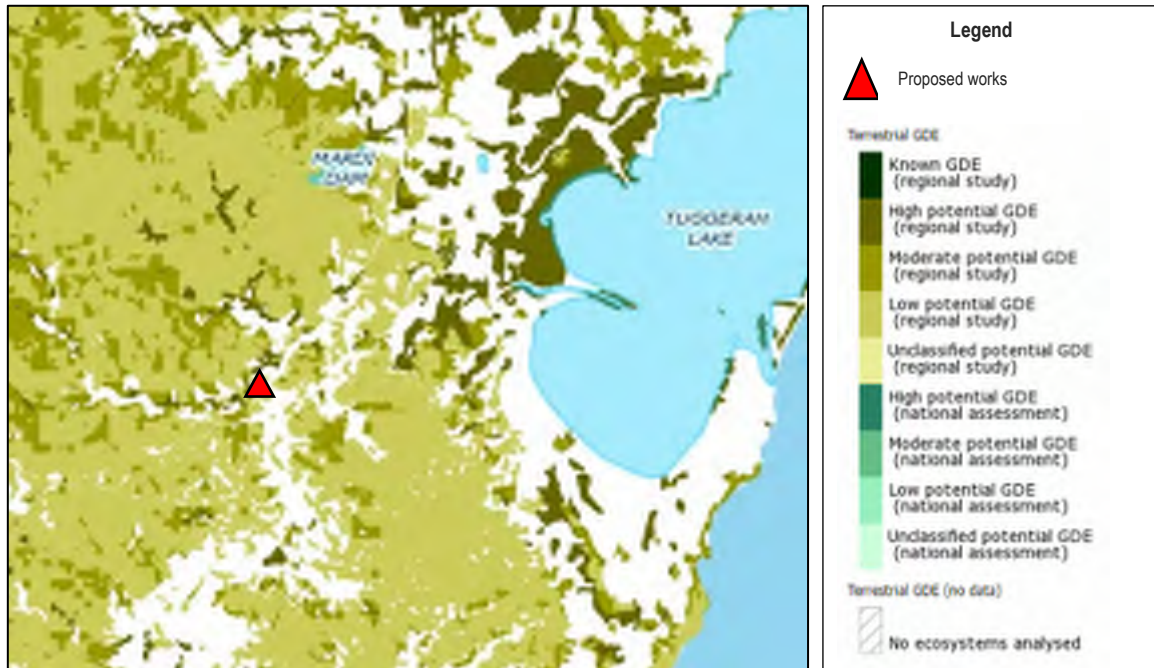 MARDI
DAM
TUGGERAH
LAKE
Legend
Proposed works
Terrestrial GDE
Known GDE
(regional study)
High potential GDE
(regional study)
Moderate potential GDE
(regional study)
Low potential GDE
(regional study)
Unclassified potential GDE
(regional study)
High potential GDE
(national assessment)
Moderate potential GDE
(national assessment)
Low potential GDE
(national assessment)
Unclassified potential GDE
(national assessment)
Terrestrial GDE (no data)
No ecosystems analysed